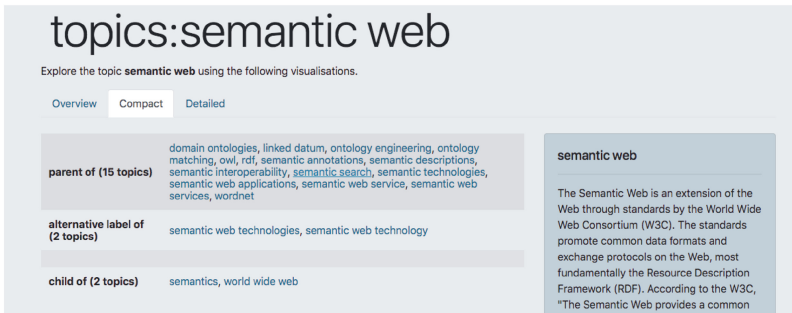 topics:semantic web
Explore the topic semantic web using the following visualisations.
Overview Compact Detailed
parent of (15 topics)
domain ontologies, linked datum, ontology engineering, ontology
matching, owl, rdf, semantic annotations, semantic descriptions,
semantic interoperability, semantic search, semantic technologies,
semantic web applications, semantic web service, semantic web
services, wordnet
alternative label of
(2 topics)
semantic web technologies, semantic web technology
child of (2 topics)
semantics, world wide web
semantic web
The Semantic Web is an extension of the
Web through standards by the World Wide
Web Consortium (W3C). The standards
promote common data formats and
exchange protocols on the Web, most
fundamentally the Resource Description
Framework (RDF). According to the W3C,
"The Semantic Web provides a common